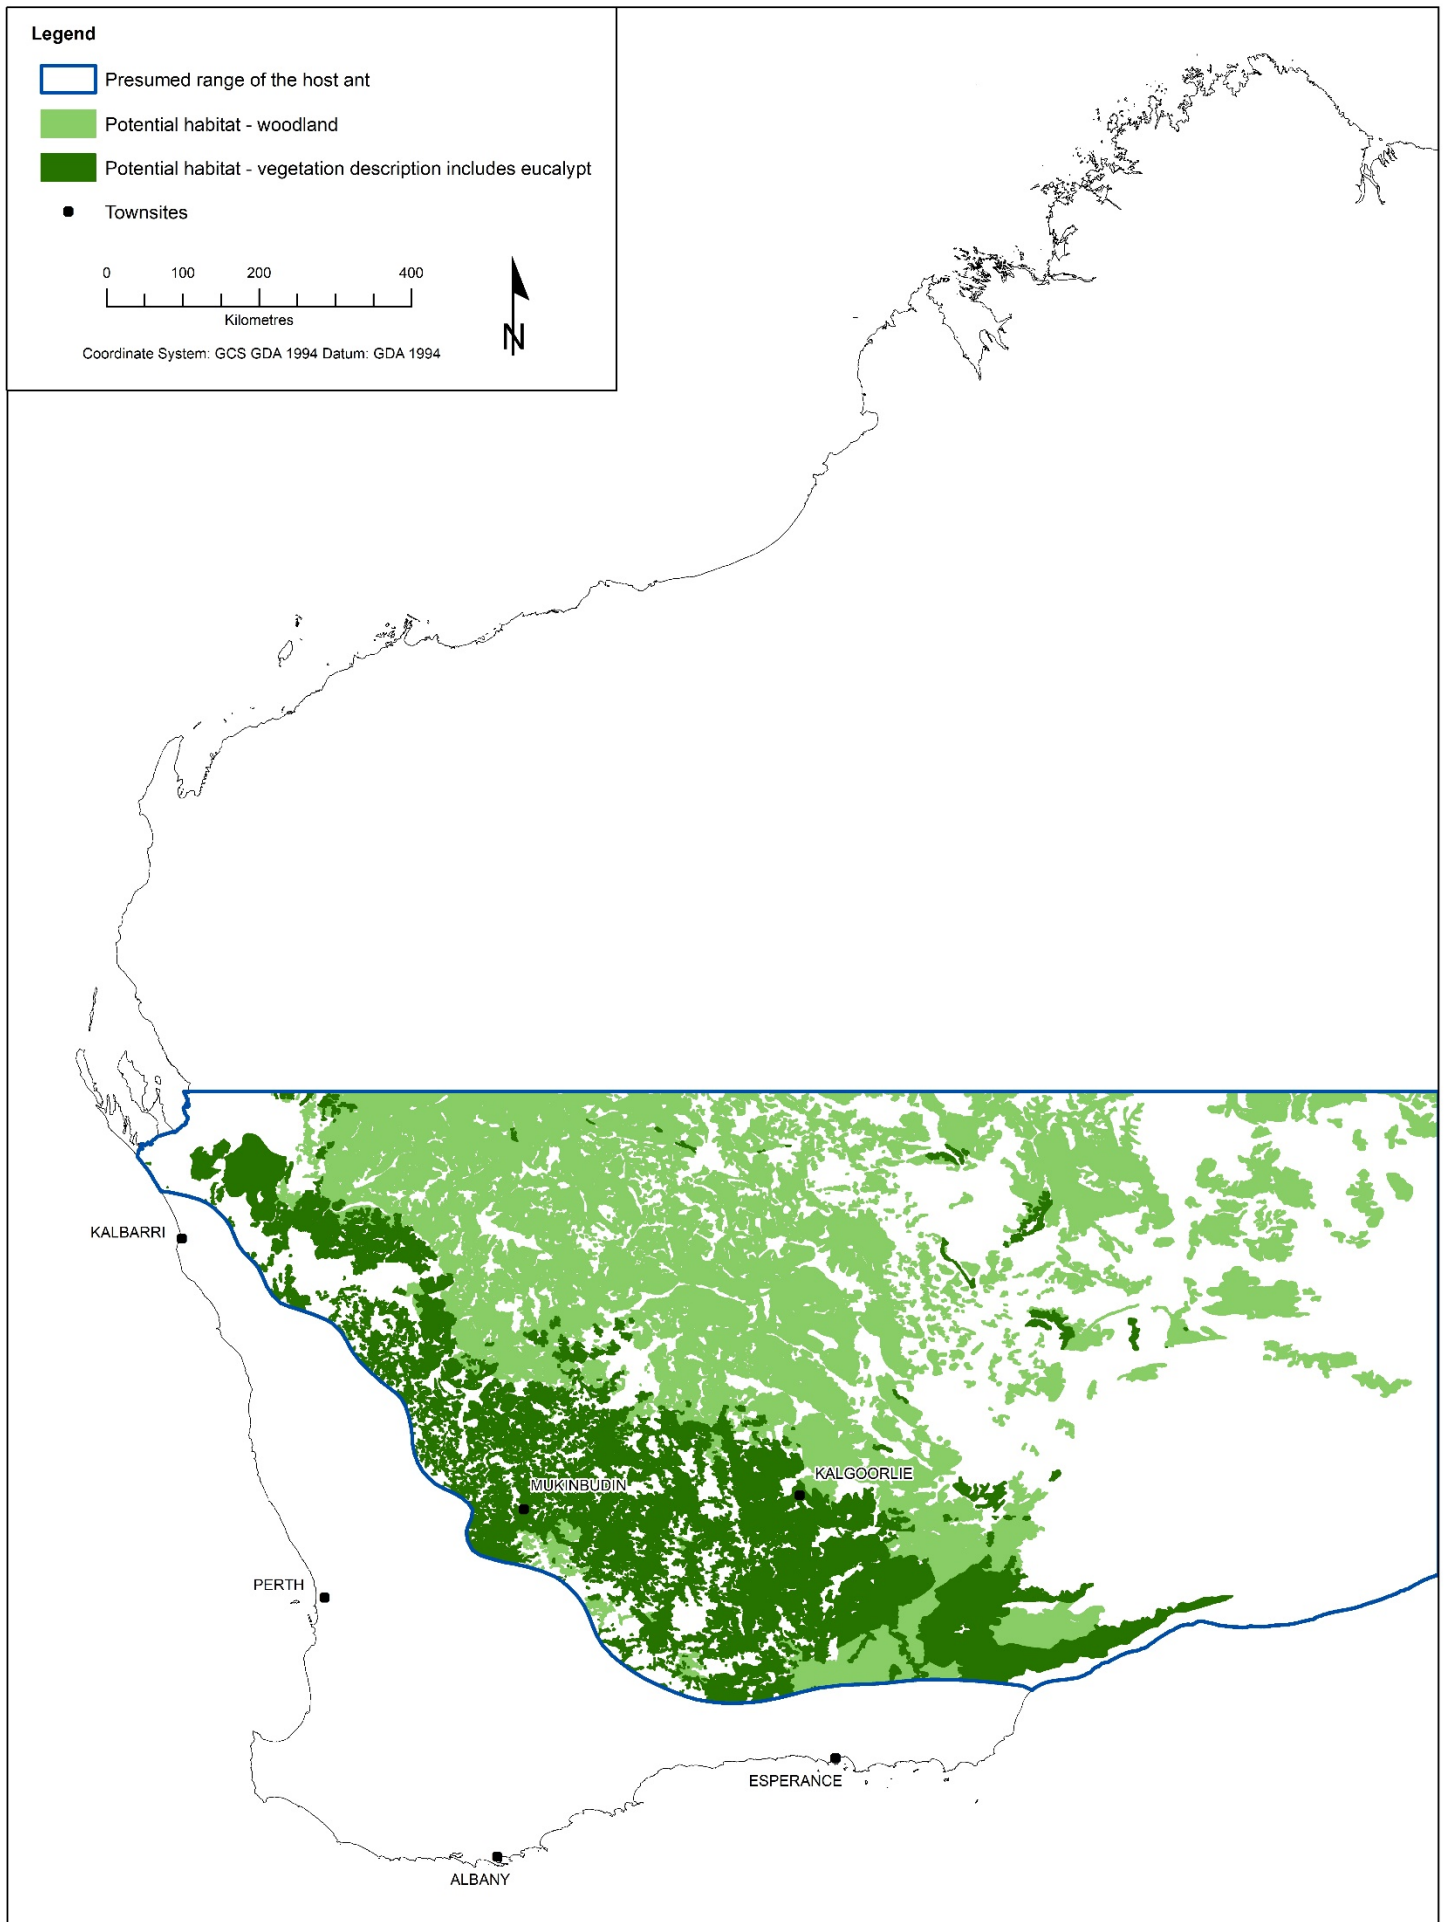 Legend
Presumed range of the host ant
Potential habitat - woodland
Potential habitat - vegetation description includes eucalypt
Townsites
0 100 200 400
Kilometres
N
Coordinate System: GCS GDA 1994 Datum: GDA 1994
KALBARRI
KALGOORLIE
MUKINBUDIN
PERTH
ESPERANCE
ALBANY